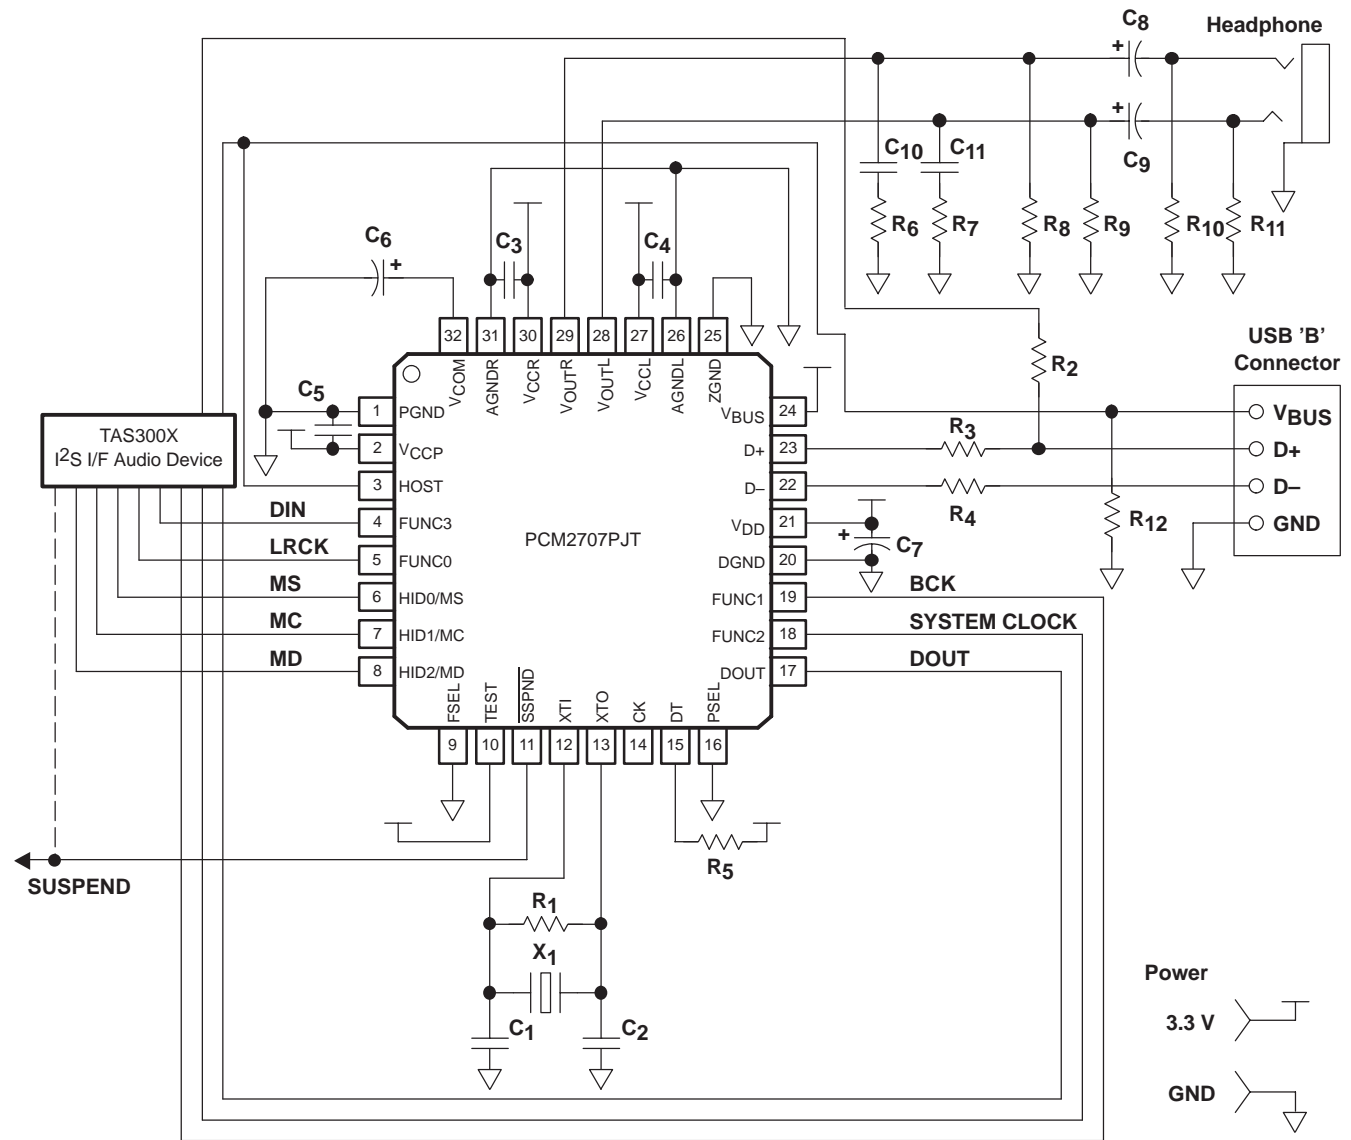 C8
Headphone
C9
C10
C11
R6
R7
R8
R9
R10
R11
C6
C3
C4
32
31
30
29
28
27
26
25
VCOM
AGNDR
VCCR
VOUTR
VOUTL
VCCL
AGNDL
ZGND
R2
USB 'B'
Connector
C5
TAS300X
I2S I/F Audio Device
1 PGND
2 VCCP
3 HOST
DIN 4 FUNC3
LRCK 5 FUNC0
MS 6 HID0/MS
MC 7 HID1/MC
MD 8 HID2/MD
PCM2707PJT
VBUS 24
D+ 23
D– 22
VDD 21
DGND 20
FUNC1 19
FUNC2 18
DOUT 17
R3
R4
+
C7
R12
VBUS
D+
D–
GND
BCK
SYSTEM CLOCK
DOUT
FSEL
TEST
SSPND
XTI
XTO
CK
DT
PSEL
9
10
11
12
13
14
15
16
R5
SUSPEND
R1
X1
C1
C2
Power
3.3 V
GND
+
+
+